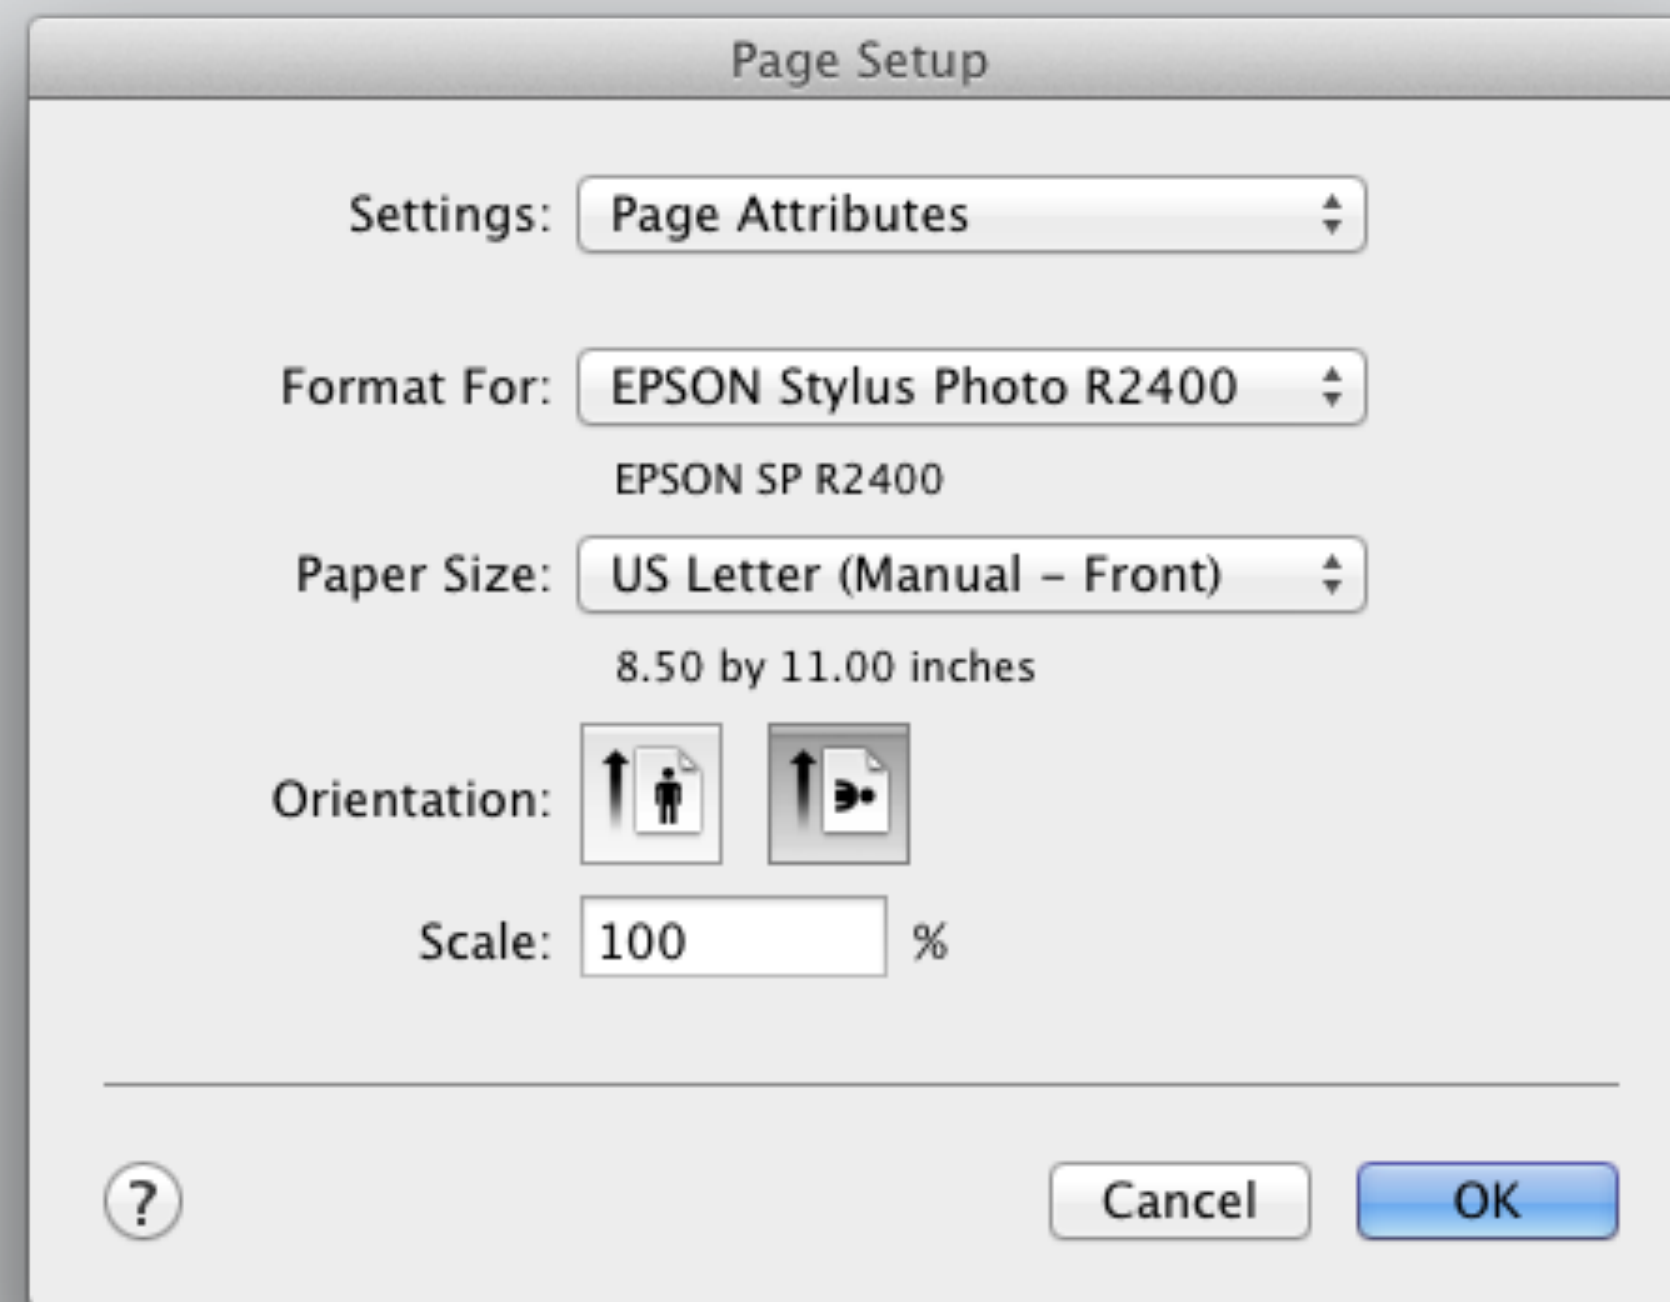 Page Setup
Settings: Page Attributes
Format For: EPSON Stylus Photo R2400
EPSON SP R2400
Paper Size: US Letter (Manual – Front)
8.50 by 11.00 inches
Orientation:
Scale: 100 %
? Cancel OK